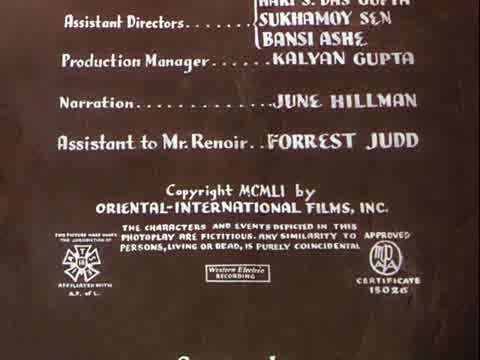 HARI S. DAS GUPTA
Assistant Directors SUKHAMOY SEN
BANSI ASHE
Production Manager...... KALYAN GUPTA
Narration............ JUNE HILLMAN
Assistant to Mr. Renoir.. FORREST JUDD
Copyright MCMLI by
ORIENTAL-INTERNATIONAL FILMS, INC.
THE CHARACTERS AND EVENTS DEPICTED IN THIS
PHOTOPLAY ARE FICTITIOUS. ANY SIMILARITY TO
PERSONS, LIVING OR DEAD, IS PURELY COINCIDENTAL
THIS PICTURE MADE UNDER
THE JURISDICTION OF
AFFILIATED WITH
A.F. of L.
Western Electric
RECORDING
APPROVED
MPAA
CERTIFICATE
15026